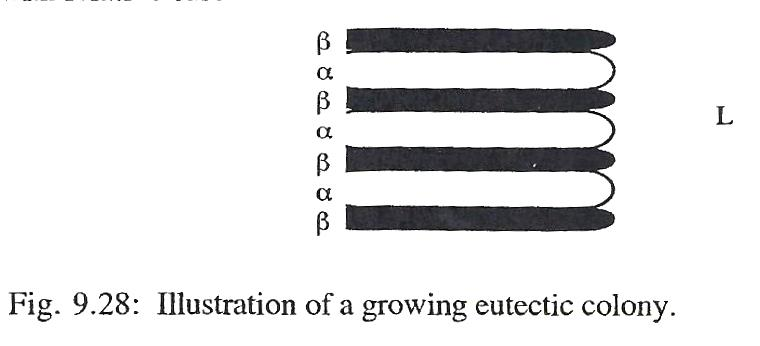 β
α
β
α
β
α
β
L
Fig. 9.28: Illustration of a growing eutectic colony.